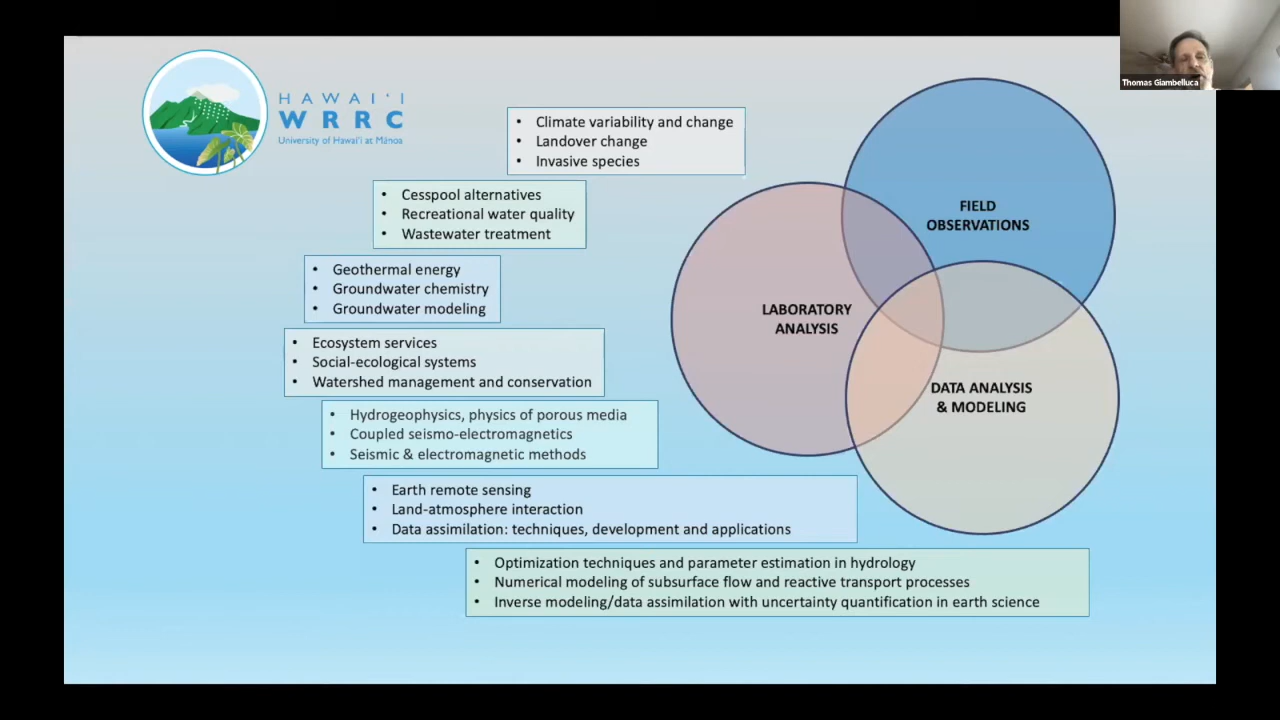 Thomas Giambelluca
HAWAI'I
WRRC
University of Hawai'i at Mānoa
• Climate variability and change
• Landover change
• Invasive species
• Cesspool alternatives
• Recreational water quality
• Wastewater treatment
• Geothermal energy
• Groundwater chemistry
• Groundwater modeling
• Ecosystem services
• Social-ecological systems
• Watershed management and conservation
• Hydrogeophysics, physics of porous media
• Coupled seismo-electromagnetics
• Seismic & electromagnetic methods
• Earth remote sensing
• Land-atmosphere interaction
• Data assimilation: techniques, development and applications
• Optimization techniques and parameter estimation in hydrology
• Numerical modeling of subsurface flow and reactive transport processes
• Inverse modeling/data assimilation with uncertainty quantification in earth science
FIELD
OBSERVATIONS
LABORATORY
ANALYSIS
DATA ANALYSIS
& MODELING